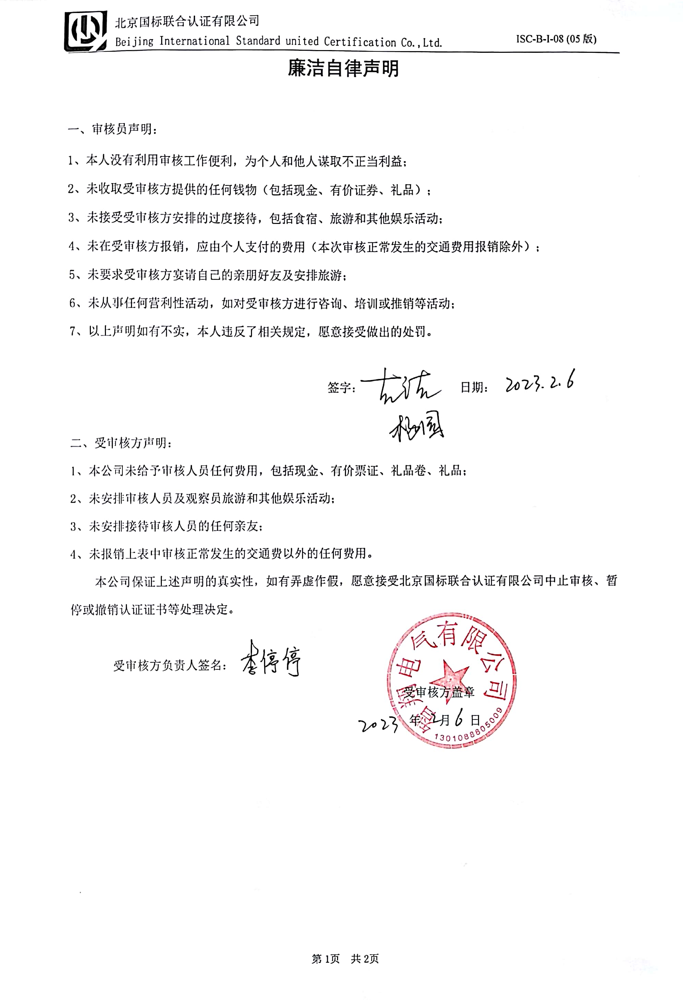 北京国标联合认证有限公司
Beijing International Standard united Certification Co.,Ltd.
ISC-B-I-08 (05 版)
廉洁自律声明
一、审核员声明：
1、本人没有利用审核工作便利，为个人和他人谋取不正当利益；
2、未收取受审核方提供的任何钱物（包括现金、有价证券、礼品）；
3、未接受受审核方安排的过度接待，包括食宿、旅游和其他娱乐活动；
4、未在受审核方报销，应由个人支付的费用（本次审核正常发生的交通费用报销除外）；
5、未要求受审核方宴请自己的亲朋好友及安排旅游；
6、未从事任何营利性活动，如对受审核方进行咨询、培训或推销等活动；
7、以上声明如有不实，本人违反了相关规定，愿意接受做出的处罚。
签字： 吉洁 日期： 2023.2.6
杨园
二、受审核方声明：
1、本公司未给予审核人员任何费用，包括现金、有价票证、礼品卷、礼品；
2、未安排审核人员及观察员旅游和其他娱乐活动；
3、未安排接待审核人员的任何亲友；
4、未报销上表中审核正常发生的交通费以外的任何费用。
本公司保证上述声明的真实性，如有弄虚作假，愿意接受北京国标联合认证有限公司中止审核、暂
停或撤销认证证书等处理决定。
受审核方负责人签名： 李停停
翔电气有限公司
受审核方盖章
2023 年 2月 6 日
1301088805009
第 1页 共 2页